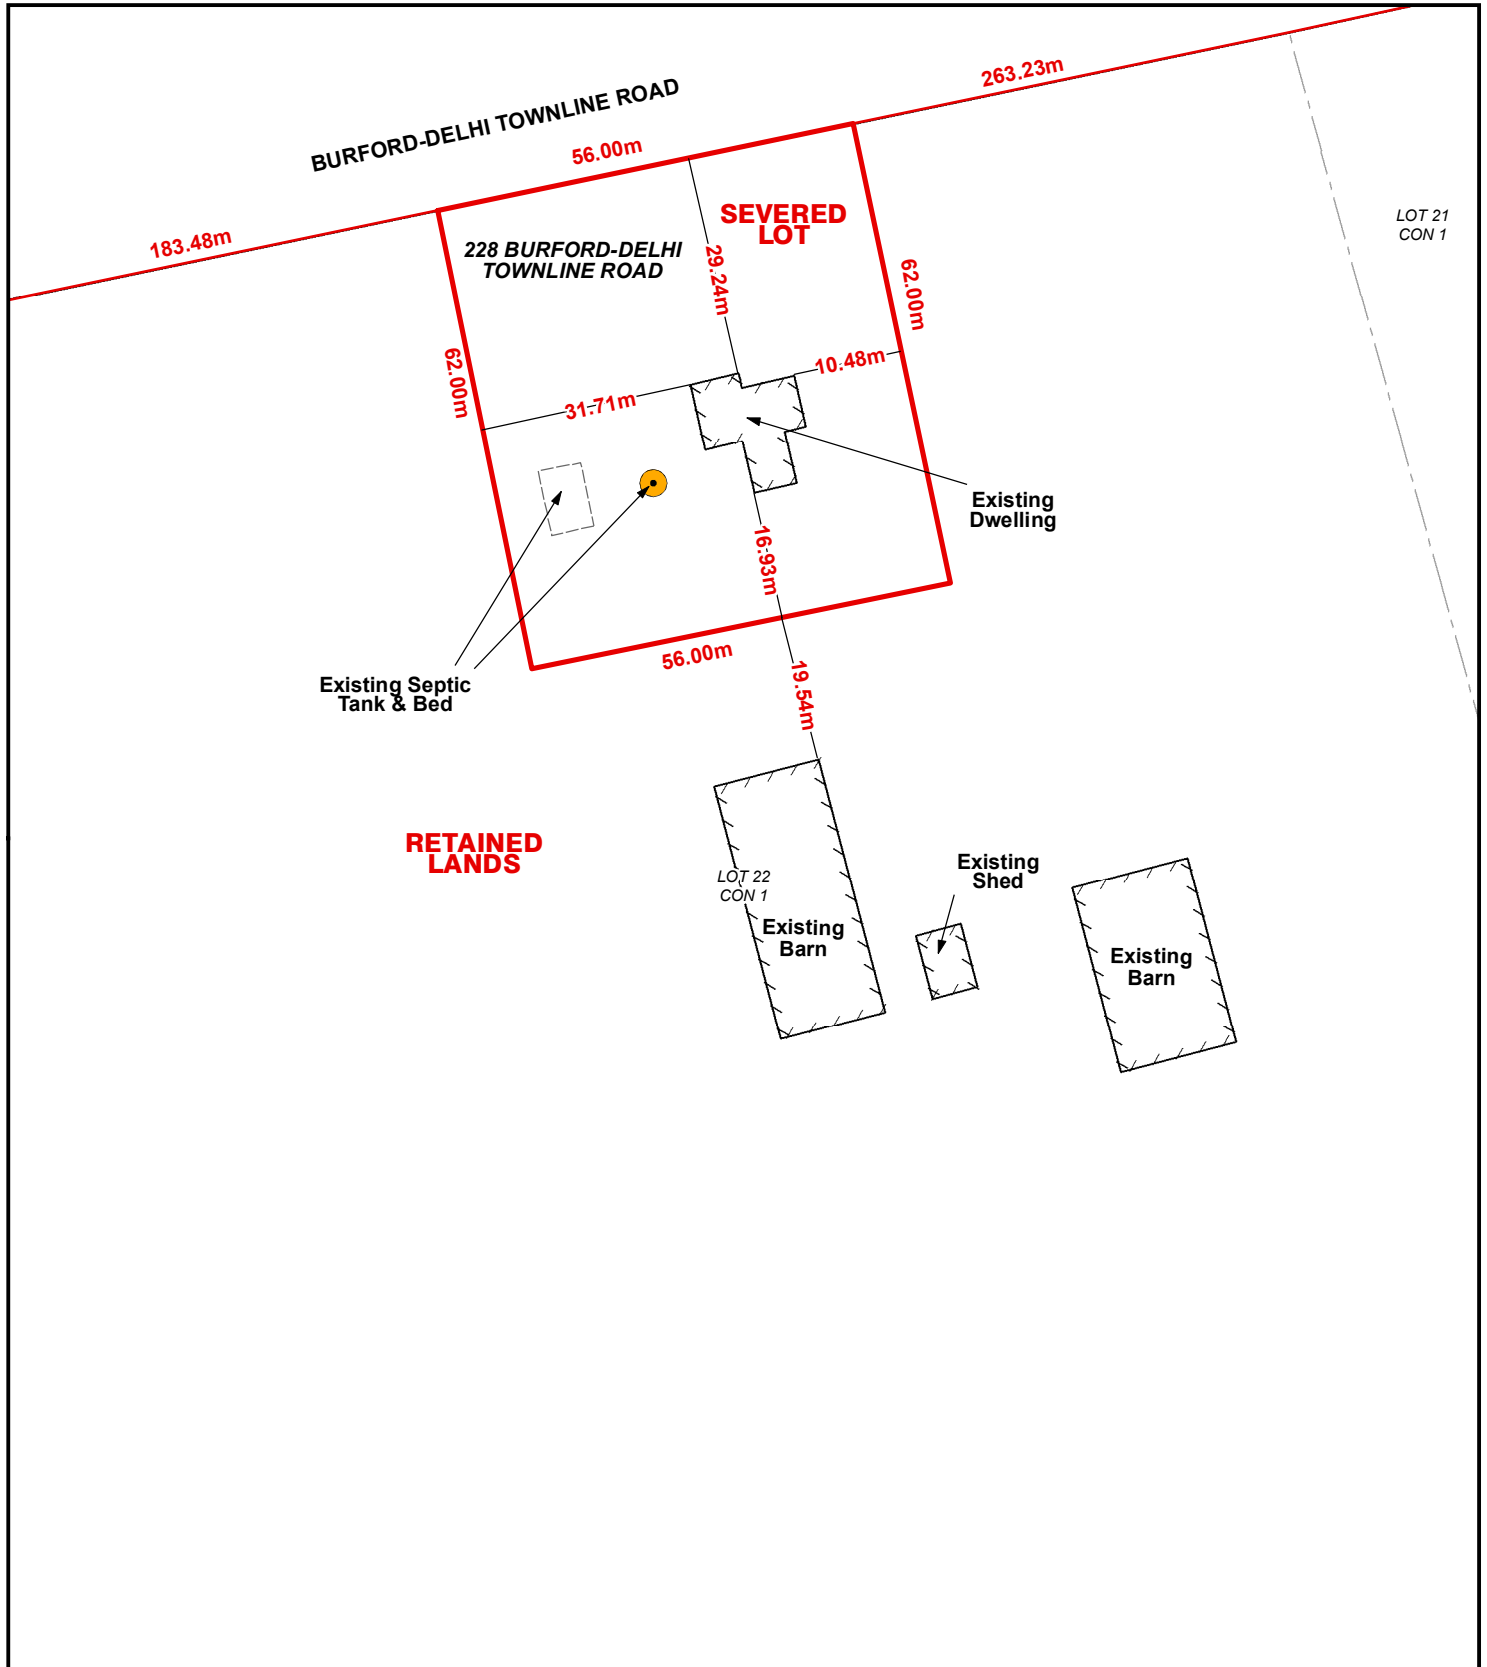 263.23m
BURFORD-DELHI TOWNLINE ROAD
56.00m
183.48m
SEVERED
LOT
LOT 21
CON 1
228 BURFORD-DELHI
TOWNLINE ROAD
29.24m
62.00m
62.00m
10.48m
31.71m
Existing
Dwelling
16.93m
56.00m
19.54m
Existing Septic
Tank & Bed
RETAINED
LANDS
LOT 22
CON 1
Existing
Shed
Existing
Barn
Existing
Barn